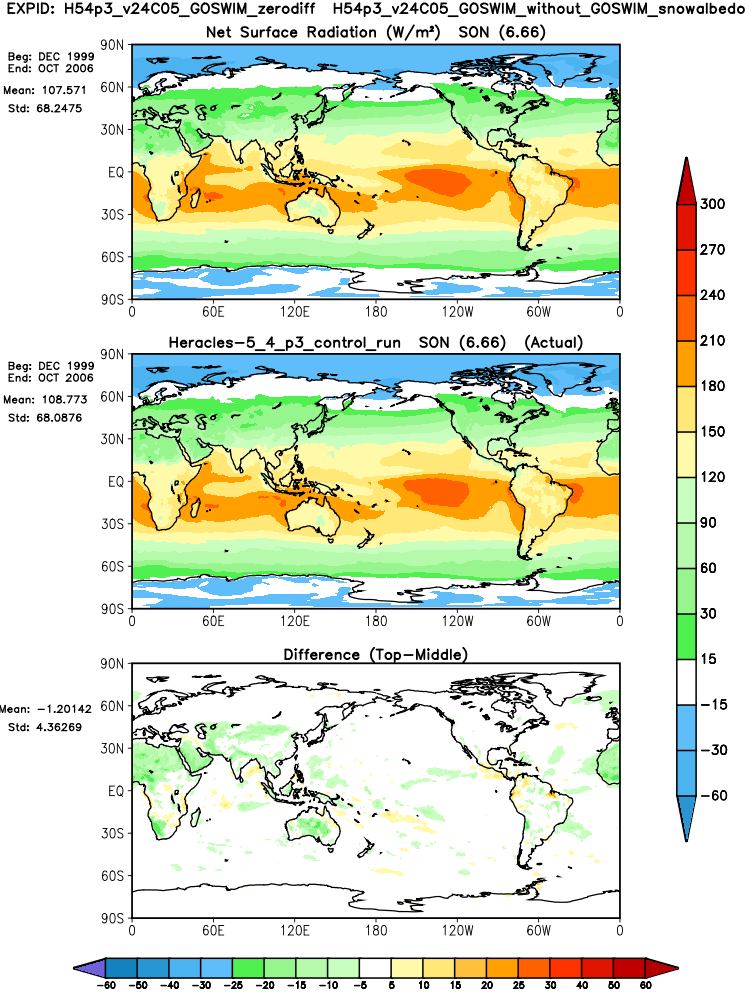 EXPID: H54p3_v24C05_GOSWIM_zerodiff H54p3_v24C05_GOSWIM_without_GOSWIM_snowalbedo
Net Surface Radiation (W/m²) SON (6.66)
Beg: DEC 1999
End: OCT 2006
Mean: 107.571
Std: 68.2475
90N
60N
30N
EQ
30S
60S
90S
0 60E 120E 180 120W 60W 0
Heracles-5_4_p3_control_run SON (6.66) (Actual)
Beg: DEC 1999
End: OCT 2006
Mean: 108.773
Std: 68.0876
90N
60N
30N
EQ
30S
60S
90S
0 60E 120E 180 120W 60W 0
Difference (Top-Middle)
Mean: -1.20142
Std: 4.36269
90N
60N
30N
EQ
30S
60S
90S
0 60E 120E 180 120W 60W 0
300
270
240
210
180
150
120
90
60
30
15
-15
-30
-60
-60 -50 -40 -30 -25 -20 -15 -10 -5 5 10 15 20 25 30 40 50 60